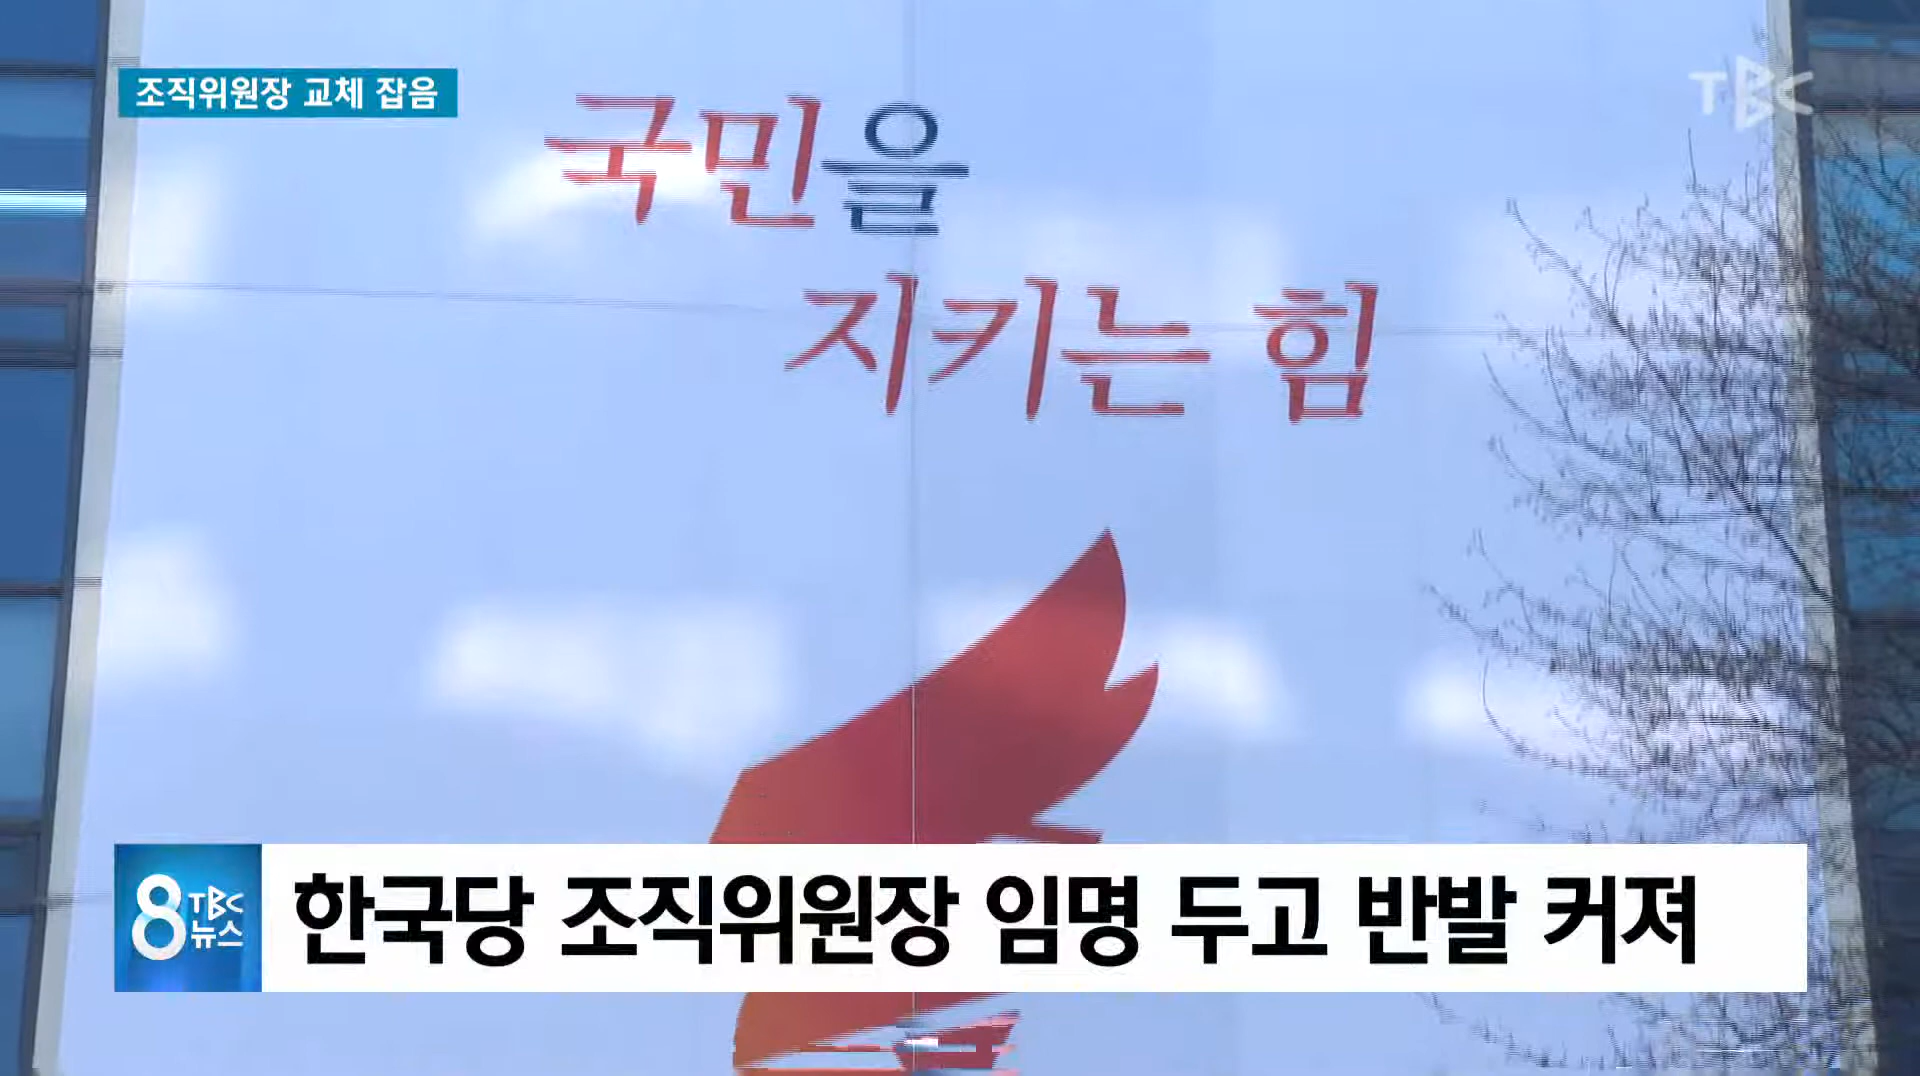 조직위원장 교체 잡음
TBC
국민을
지키는 힘
8 TBC 뉴스
한국당 조직위원장 임명 두고 반발 커져